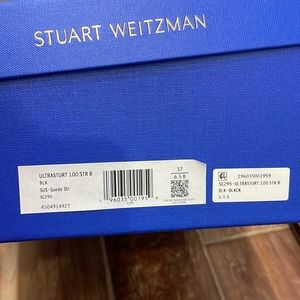 STUART WEITZMAN
ULTRASTURT 100 STR B
BLK
SUS-Suede Str
SC295
4504914927
37
6.5 B
196035001959
SC295-ULTRASTURT 100 STR B
BLK-BLACK
6.5 B